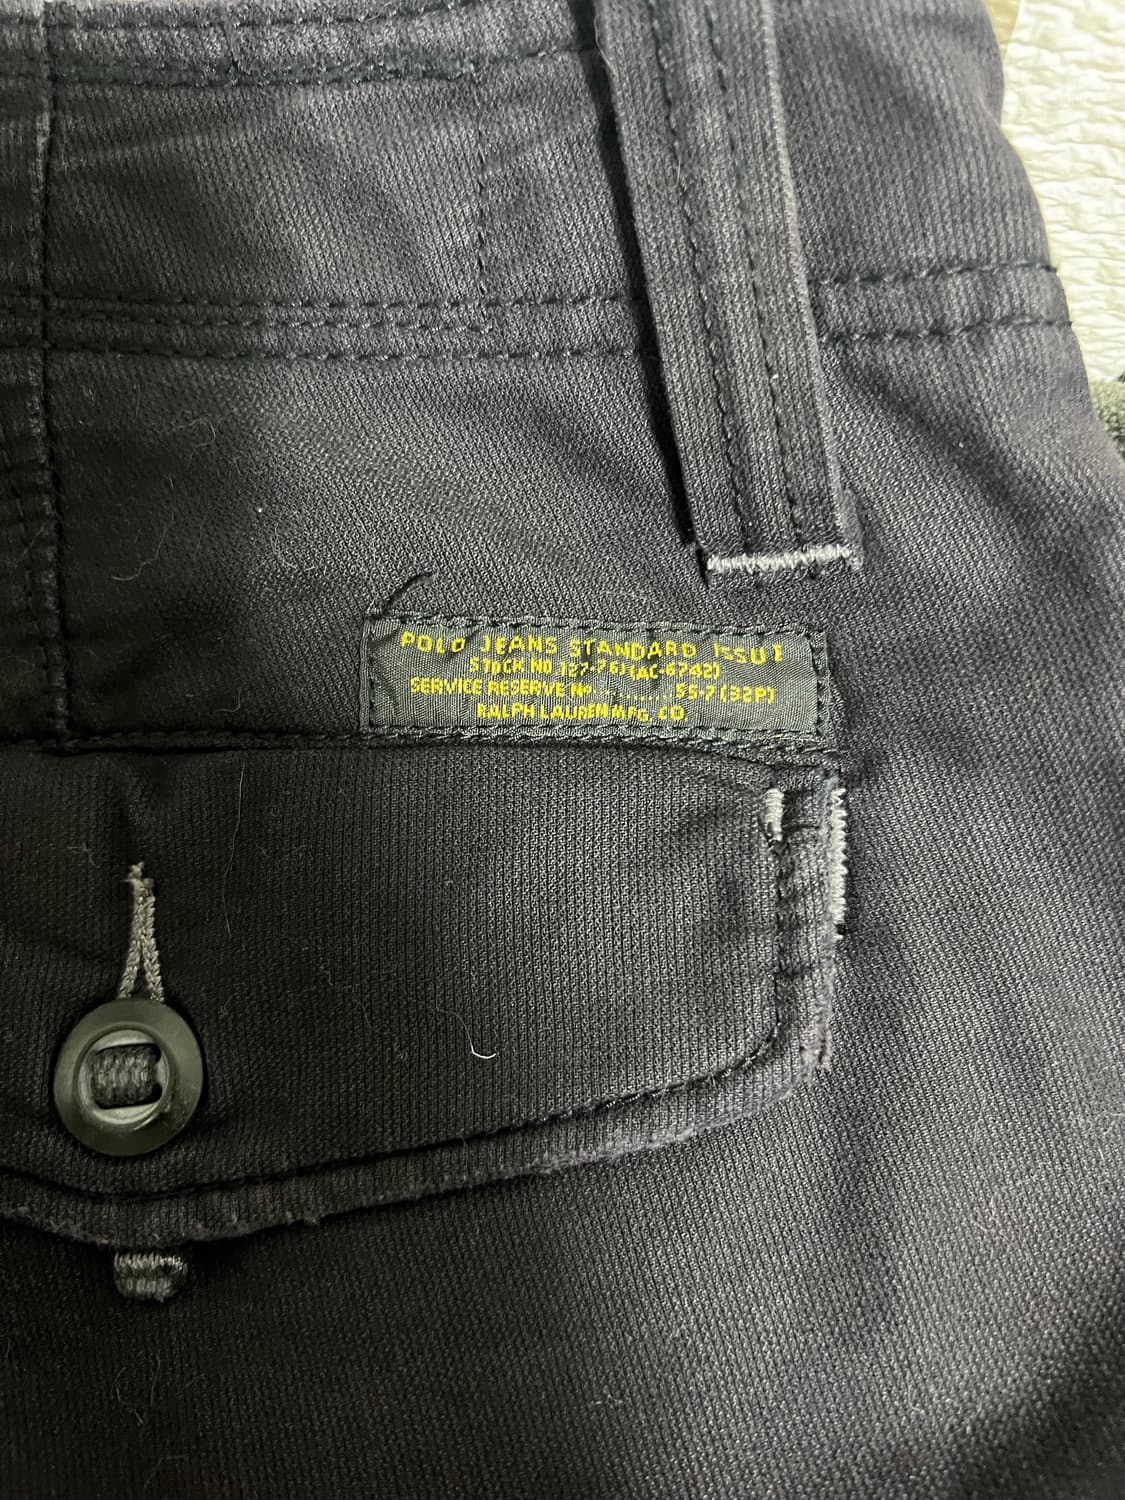 POLO JEANS STANDARD ISSUE
STOCK NO. 127-761(AC-6742)
SERVICE RESERVE Nº.........55-7 (32P)
RALPH LAUREN MFG. CO.